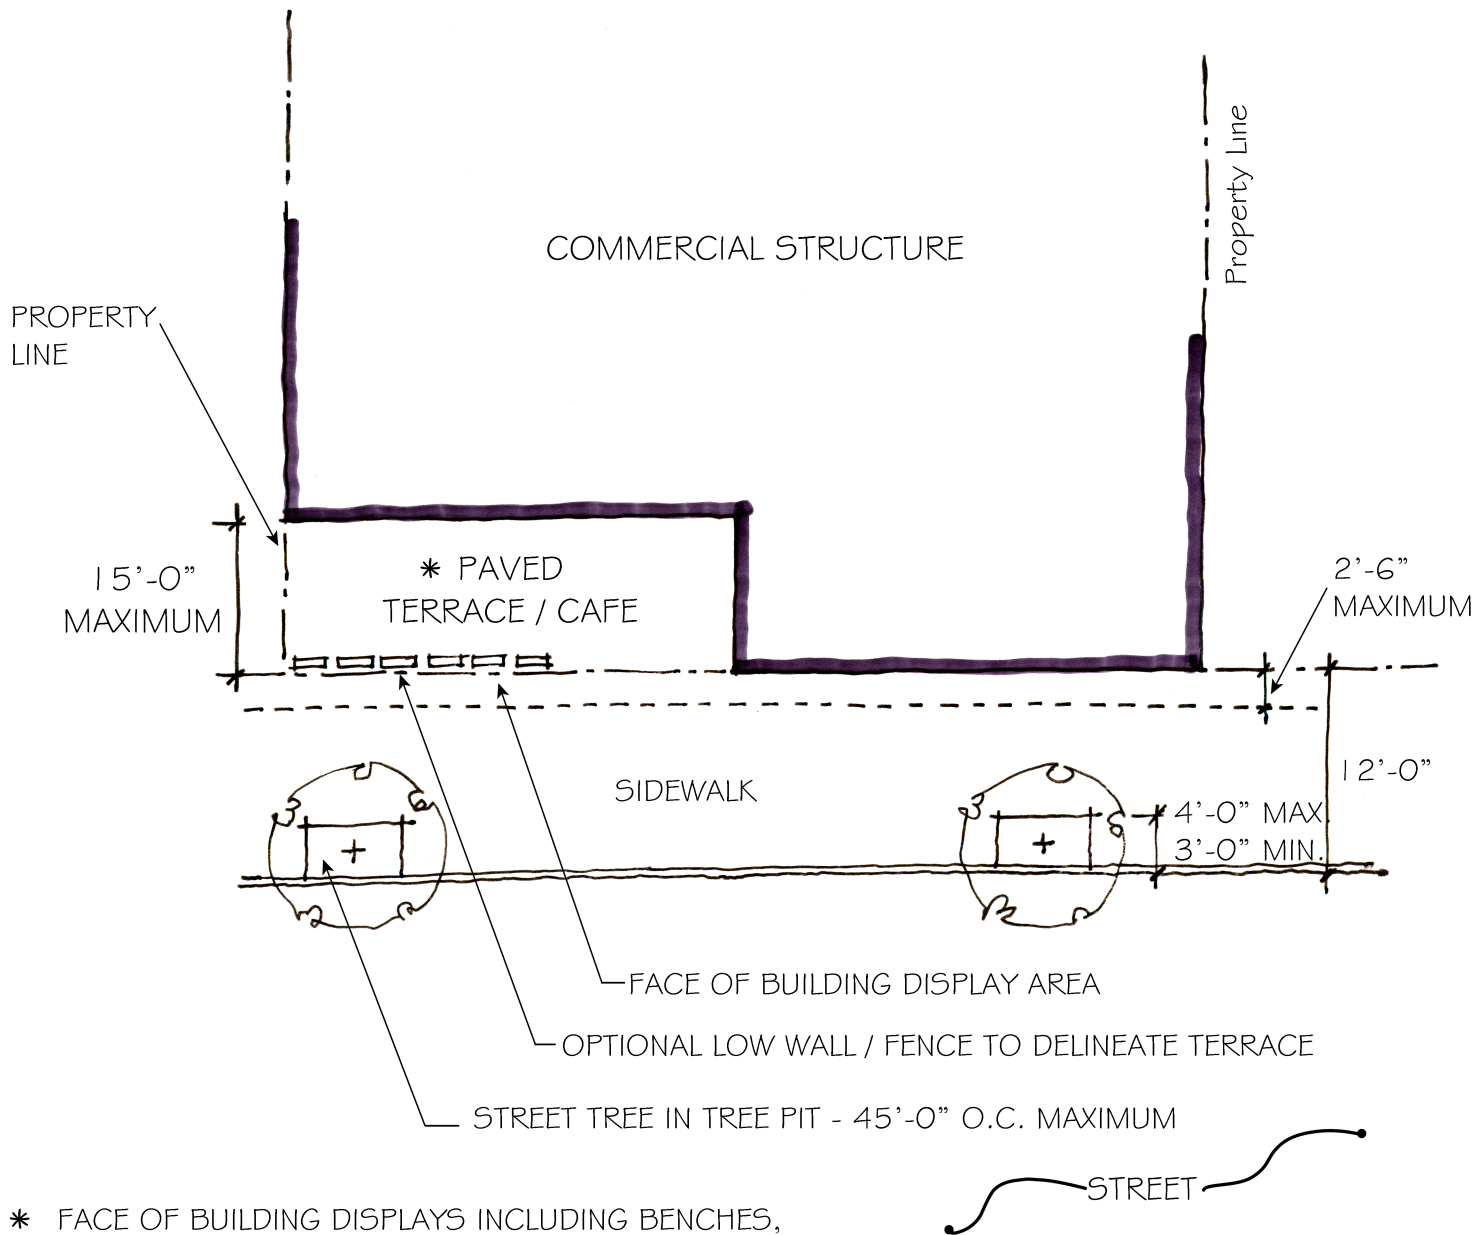 Property Line
COMMERCIAL STRUCTURE
PROPERTY
LINE
* PAVED
TERRACE / CAFE
15'-0"
MAXIMUM
2'-6"
MAXIMUM
SIDEWALK
12'-0"
4'-0" MAX.
3'-0" MIN.
FACE OF BUILDING DISPLAY AREA
OPTIONAL LOW WALL / FENCE TO DELINEATE TERRACE
STREET TREE IN TREE PIT - 45'-0" O.C. MAXIMUM
STREET
* FACE OF BUILDING DISPLAYS INCLUDING BENCHES,